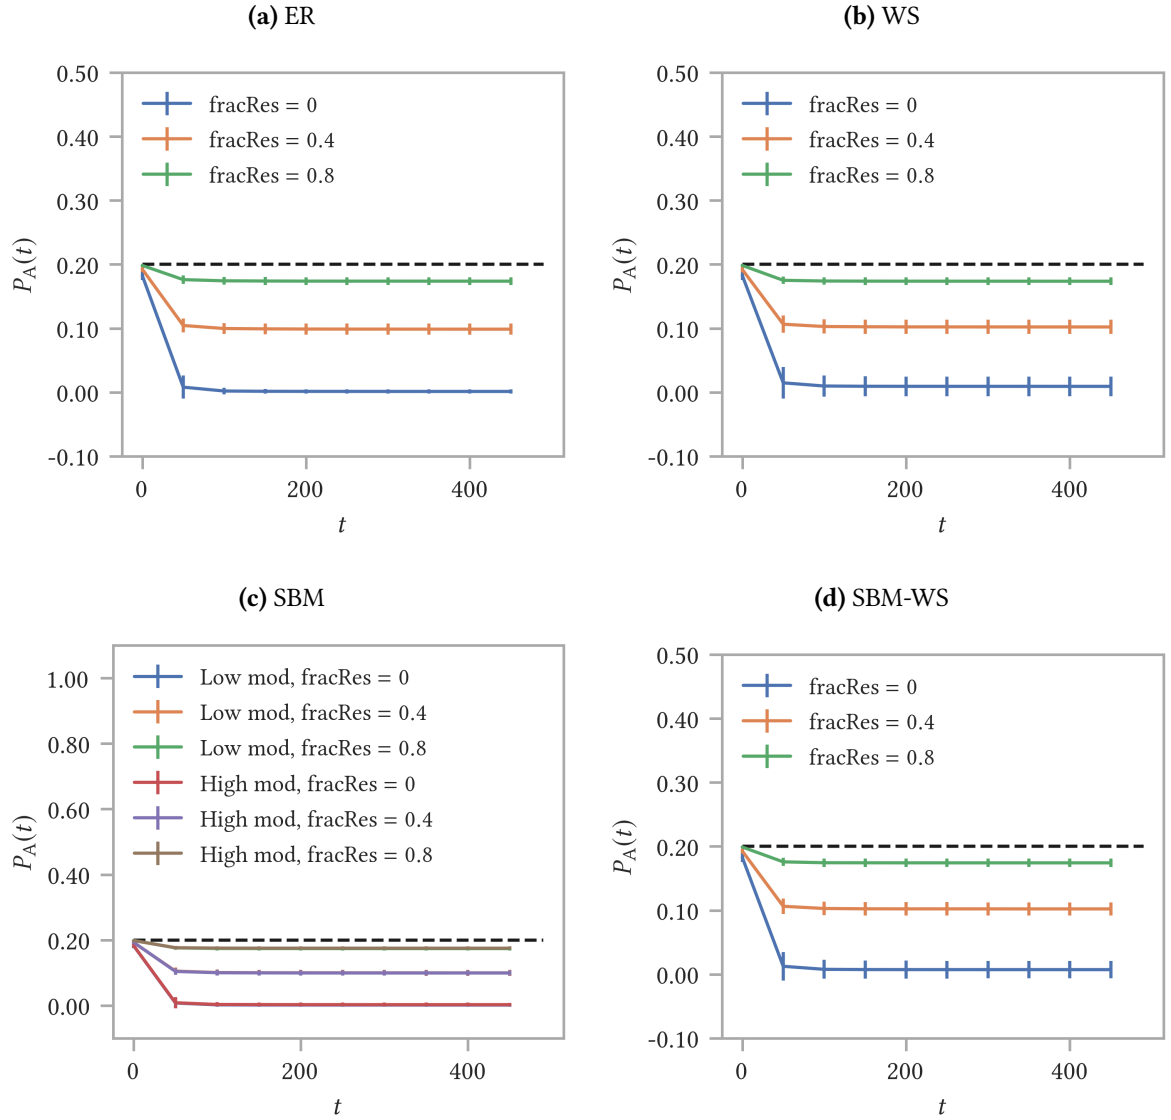 (a) ER
0.50
0.40
0.30
0.20
0.10
0.00
-0.10
P_A(t)
fracRes = 0
fracRes = 0.4
fracRes = 0.8
0 200 400
t
(b) WS
0.50
0.40
0.30
0.20
0.10
0.00
-0.10
P_A(t)
fracRes = 0
fracRes = 0.4
fracRes = 0.8
0 200 400
t
(c) SBM
1.00
0.80
0.60
0.40
0.20
0.00
P_A(t)
Low mod, fracRes = 0
Low mod, fracRes = 0.4
Low mod, fracRes = 0.8
High mod, fracRes = 0
High mod, fracRes = 0.4
High mod, fracRes = 0.8
0 200 400
t
(d) SBM-WS
0.50
0.40
0.30
0.20
0.10
0.00
-0.10
P_A(t)
fracRes = 0
fracRes = 0.4
fracRes = 0.8
0 200 400
t